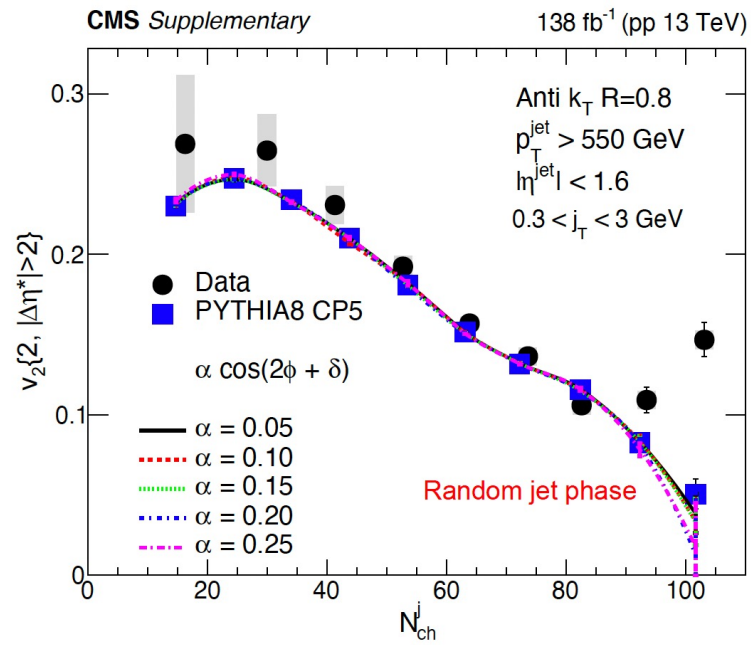 CMS Supplementary 138 fb⁻¹ (pp 13 TeV)
v₂{2, |Δη*|>2}
0.3
0.2
0.1
0
Anti k_T R=0.8
p_T^jet > 550 GeV
|η^jet| < 1.6
0.3 < j_T < 3 GeV
Data
PYTHIA8 CP5
α cos(2ϕ + δ)
α = 0.05
α = 0.10
α = 0.15
α = 0.20
α = 0.25
Random jet phase
0 20 40 60 80 100
N_ch^j